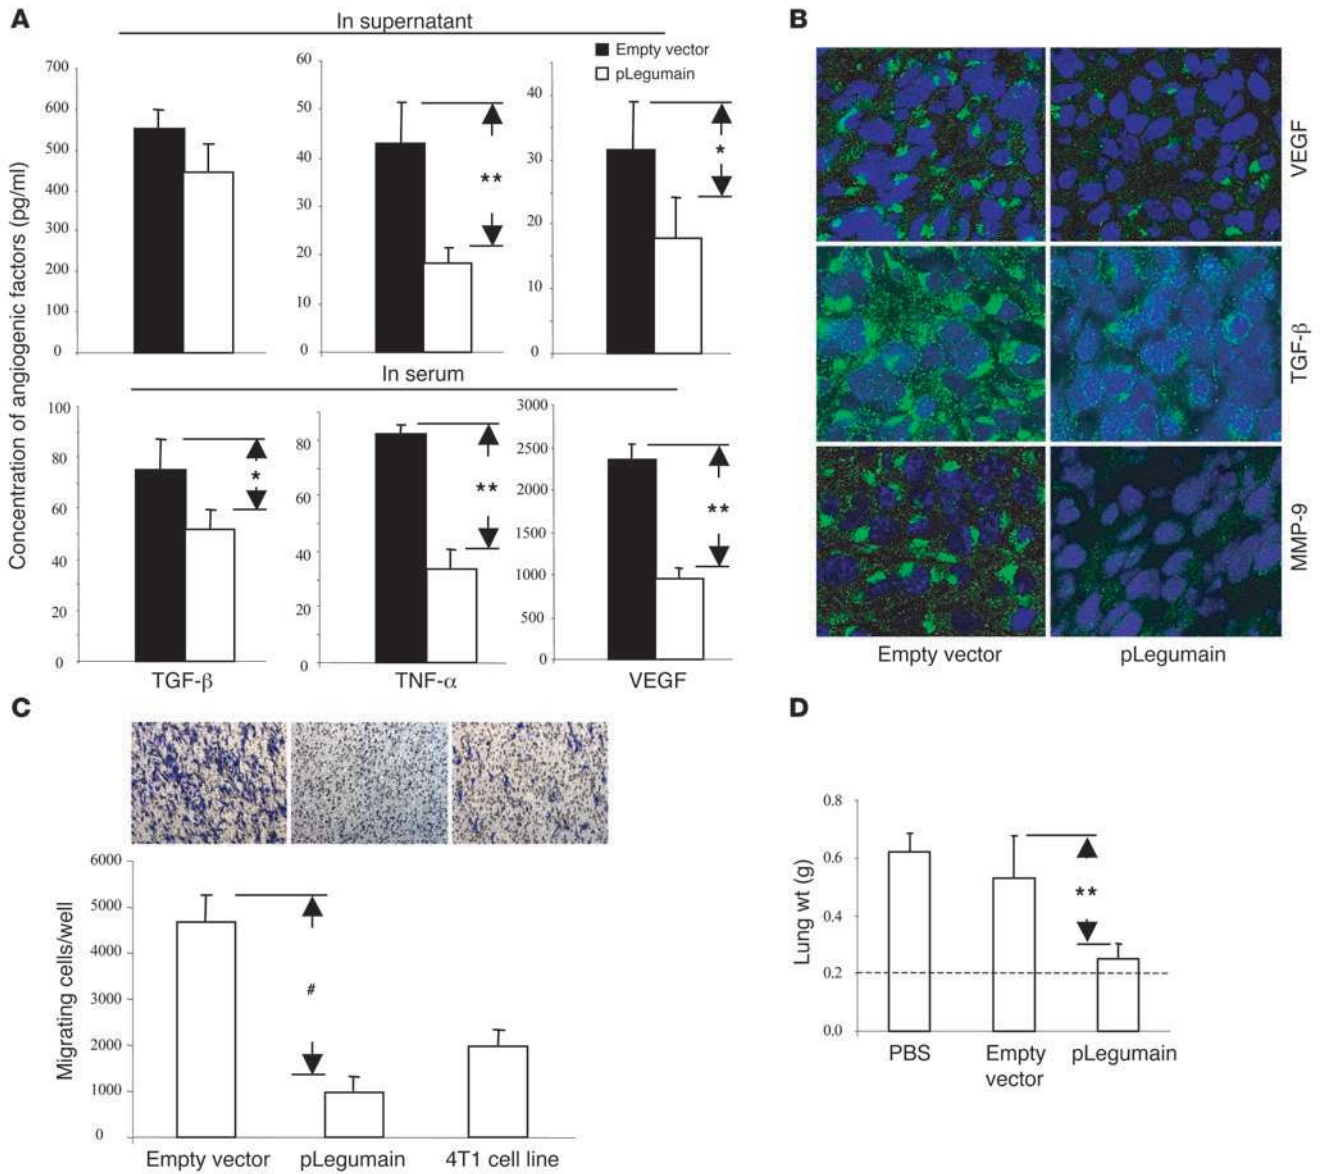 A
In supernatant
Empty vector
pLegumain
Concentration of angiogenic factors (pg/ml)
700
600
500
400
300
200
100
0
60
50
40
30
20
10
0
**
40
30
20
10
0
*
In serum
100
80
60
40
20
0
*
TGF-β
80
60
40
20
0
**
TNF-α
3000
2500
2000
1500
1000
500
0
**
VEGF
B
VEGF
TGF-β
MMP-9
Empty vector
pLegumain
C
Migrating cells/well
6000
5000
4000
3000
2000
1000
0
#
Empty vector
pLegumain
4T1 cell line
D
Lung wt (g)
0.8
0.6
0.4
0.2
0.0
**
PBS
Empty
vector
pLegumain